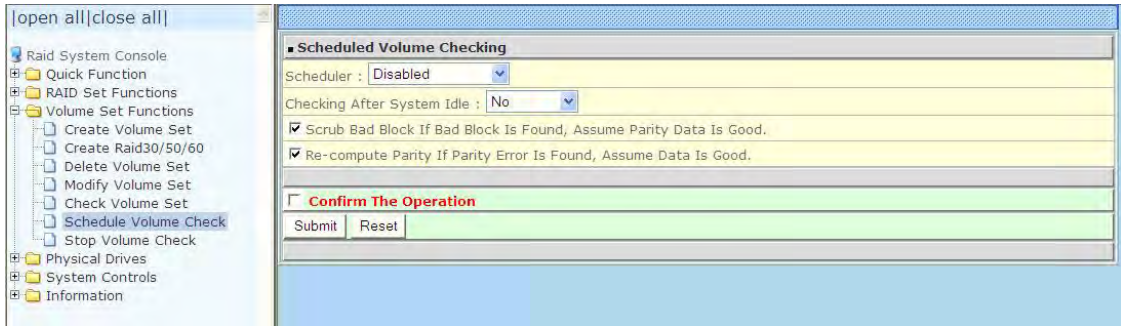 |open all|close all|
Raid System Console
Quick Function
RAID Set Functions
Volume Set Functions
Create Volume Set
Create Raid30/50/60
Delete Volume Set
Modify Volume Set
Check Volume Set
Schedule Volume Check
Stop Volume Check
Physical Drives
System Controls
Information
Scheduled Volume Checking
Scheduler : Disabled
Checking After System Idle : No
Scrub Bad Block If Bad Block Is Found, Assume Parity Data Is Good.
Re-compute Parity If Parity Error Is Found, Assume Data Is Good.
Confirm The Operation
Submit Reset